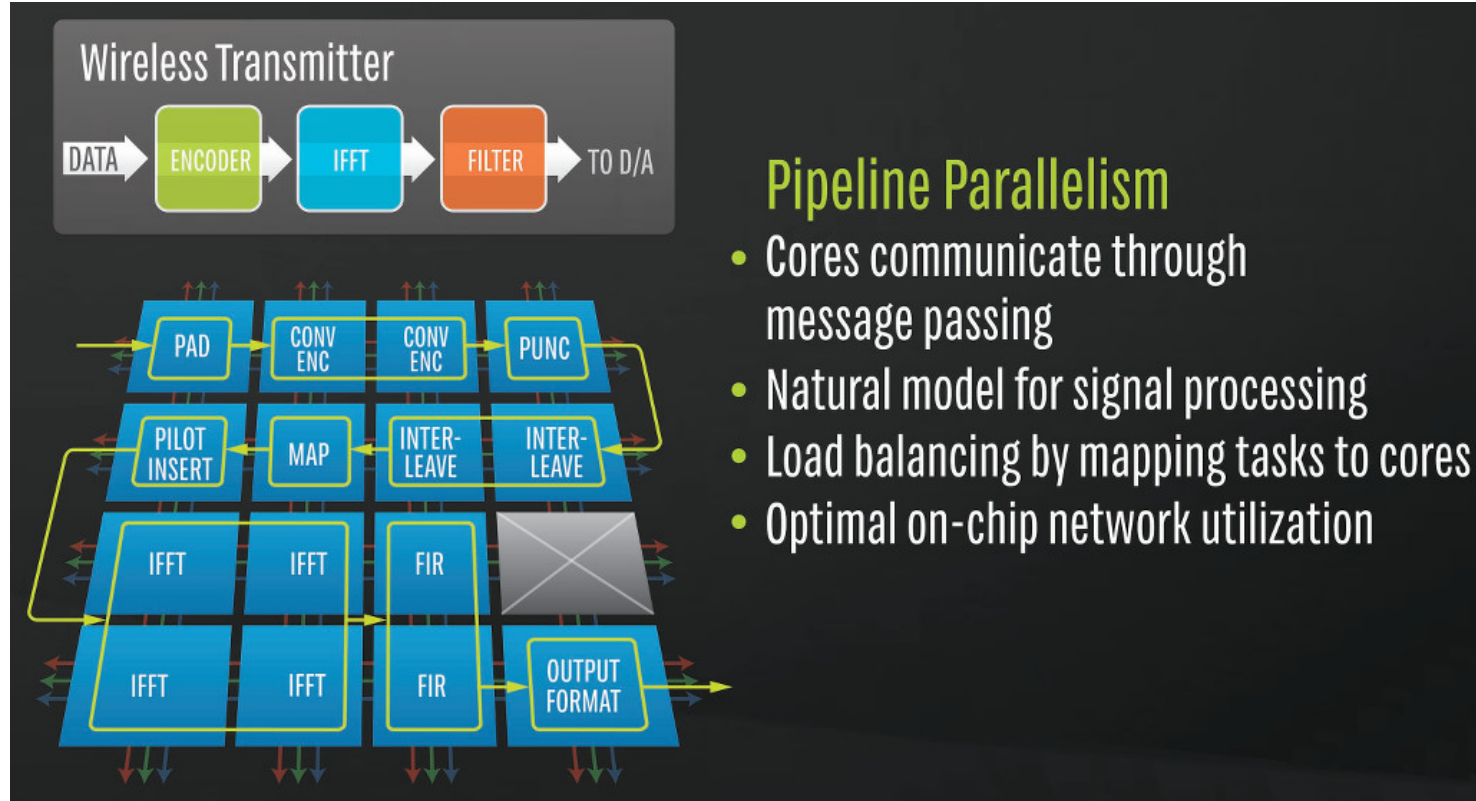 Wireless Transmitter
DATA
ENCODER
IFFT
FILTER
TO D/A
PAD
CONV
ENC
CONV
ENC
PUNC
PILOT
INSERT
MAP
INTER-
LEAVE
INTER-
LEAVE
IFFT
IFFT
FIR
IFFT
IFFT
FIR
OUTPUT
FORMAT
Pipeline Parallelism
• Cores communicate through
message passing
• Natural model for signal processing
• Load balancing by mapping tasks to cores
• Optimal on-chip network utilization